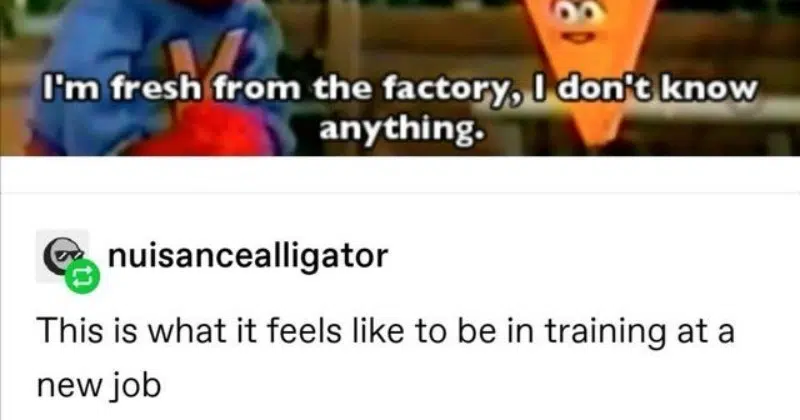 I'm fresh from the factory, I don't know
anything.
nuisancealligator
This is what it feels like to be in training at a
new job